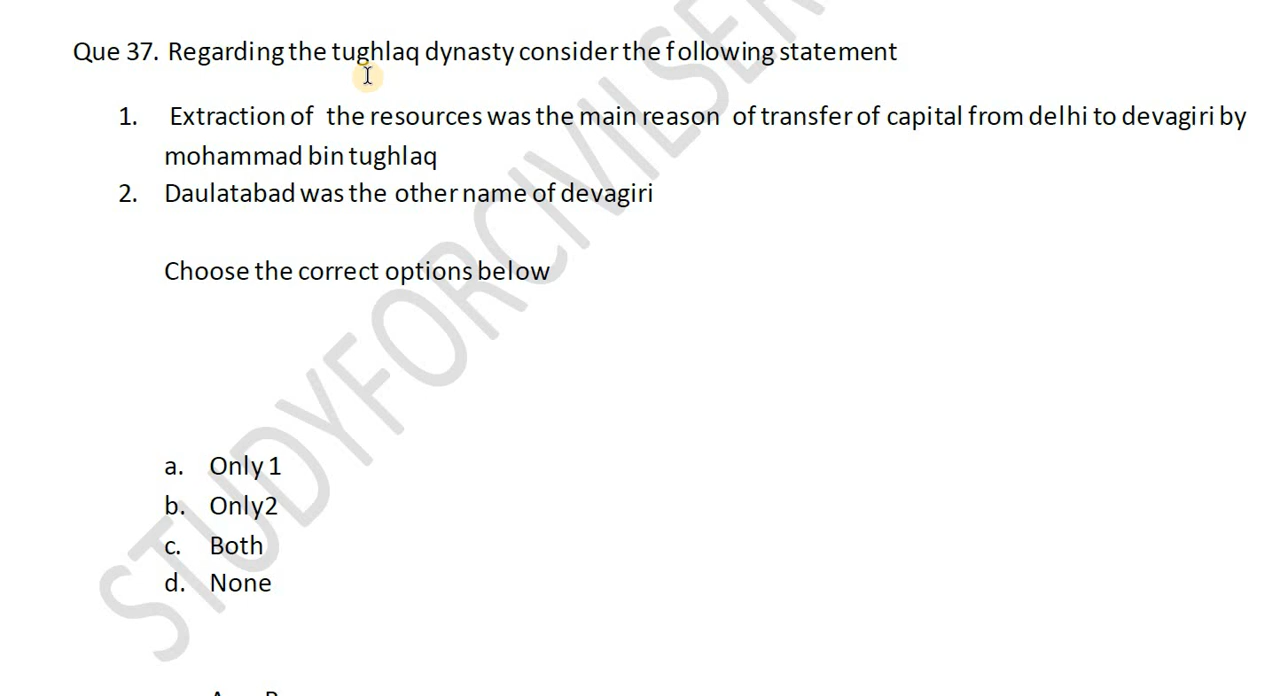 Que 37. Regarding the tughlaq dynasty consider the following statement
1. Extraction of the resources was the main reason of transfer of capital from delhi to devagiri by
mohammad bin tughlaq
2. Daulatabad was the other name of devagiri
Choose the correct options below
a. Only 1
b. Only2
c. Both
d. None
STUDYFORCIVILSER